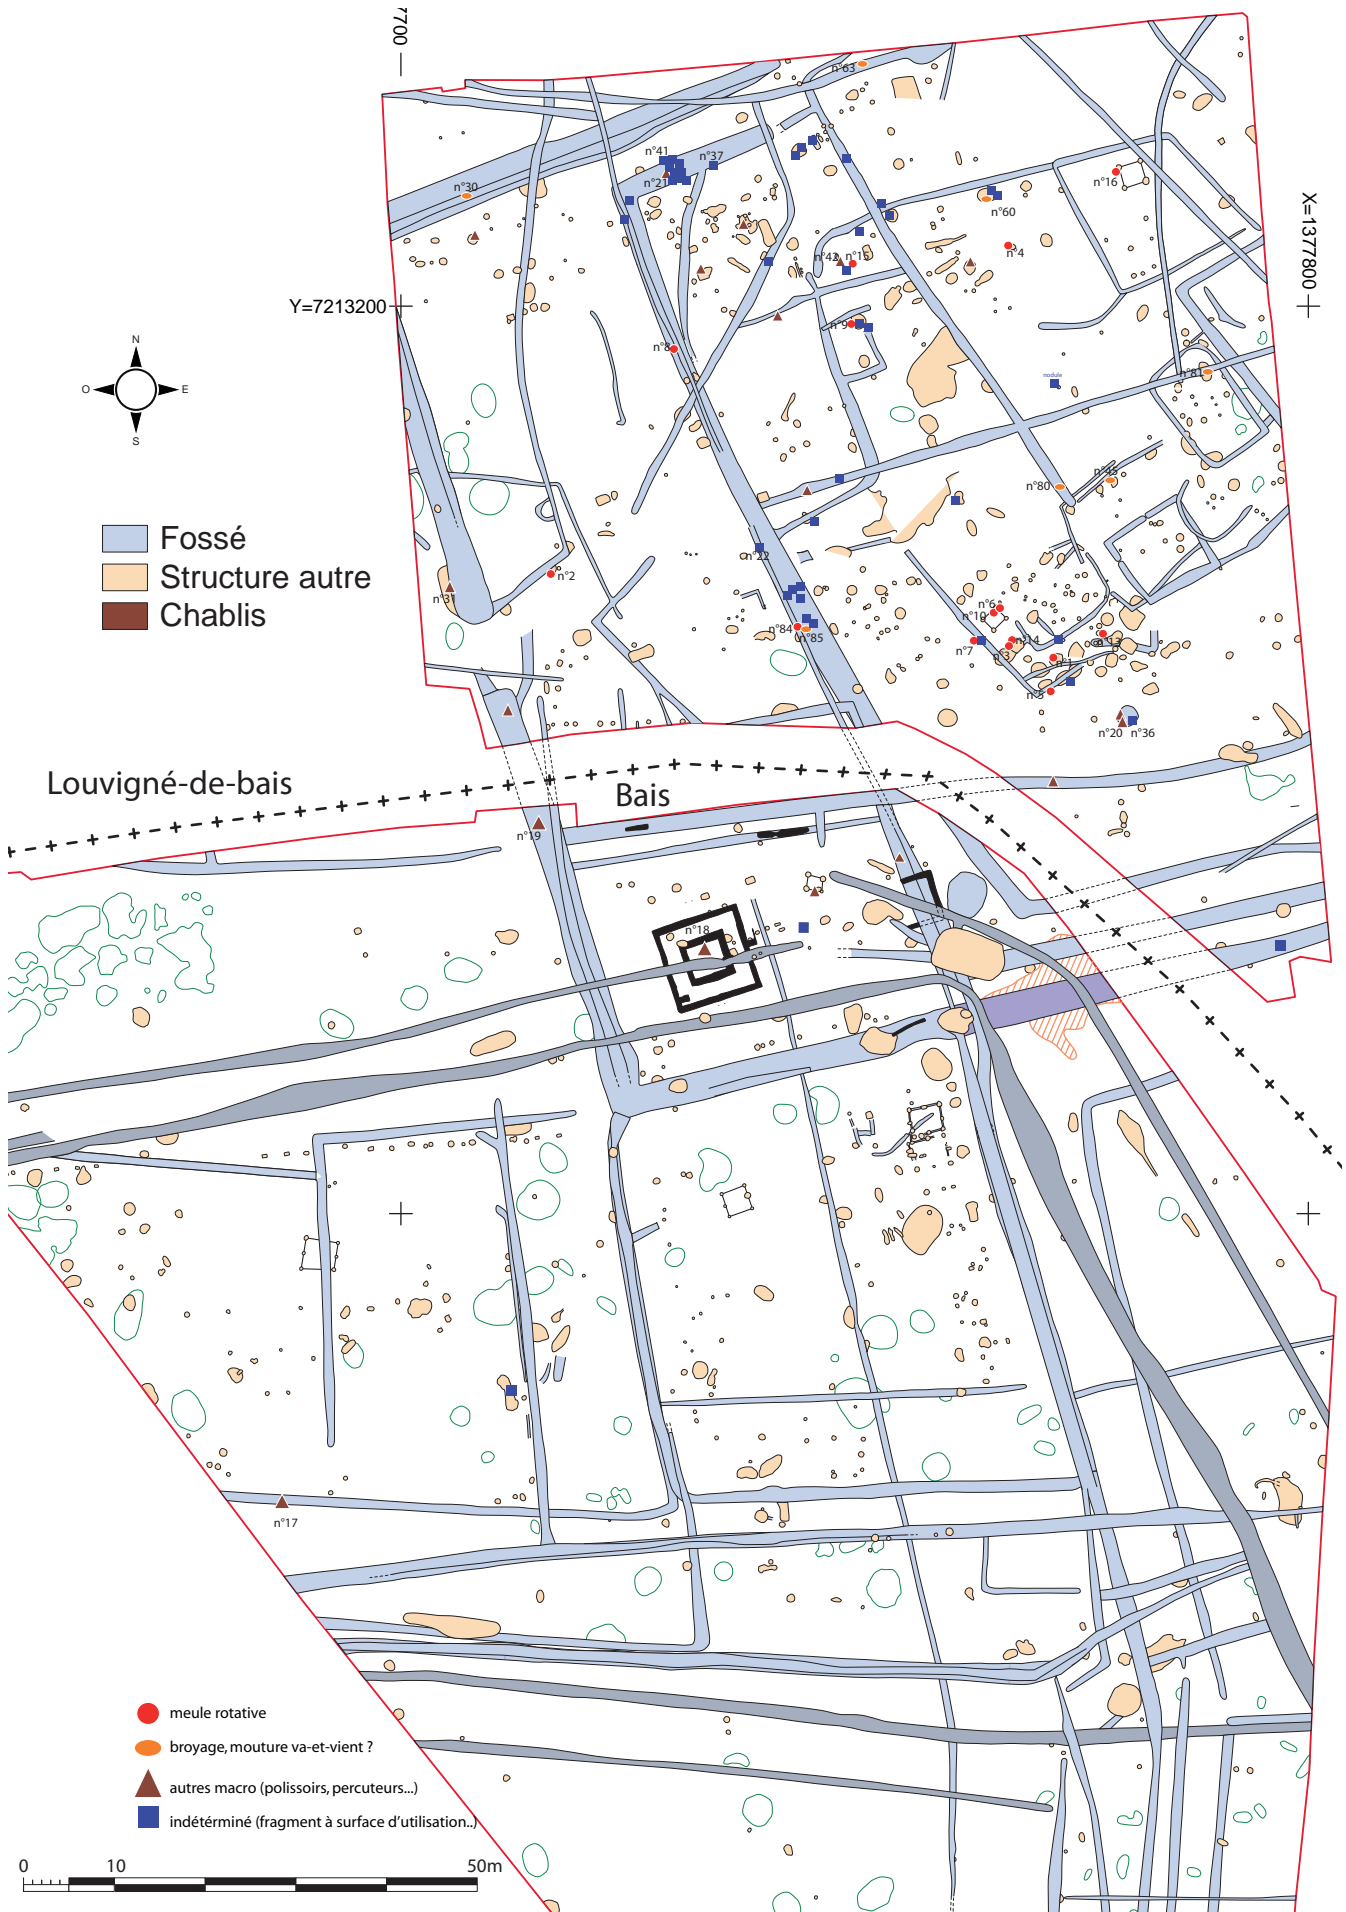 7700
n°63
n°41
n°37
n°21
n°30
n°16
n°60
X=1377800
n°4
n°42
n°15
Y=7213200
n°9
n°8
N
O
E
S
nodule
n°81
n°45
n°80
Fossé
Structure autre
Chablis
n°22
n°2
n°31
n°6
n°10
n°84
n°85
n°7
n°14
n°13
n°3
n°1
n°5
n°20
n°36
Louvigné-de-bais
Bais
n°19
n°18
n°17
meule rotative
broyage, mouture va-et-vient ?
autres macro (polissoirs, percuteurs...)
indétérminé (fragment à surface d'utilisation..)
0
10
50m